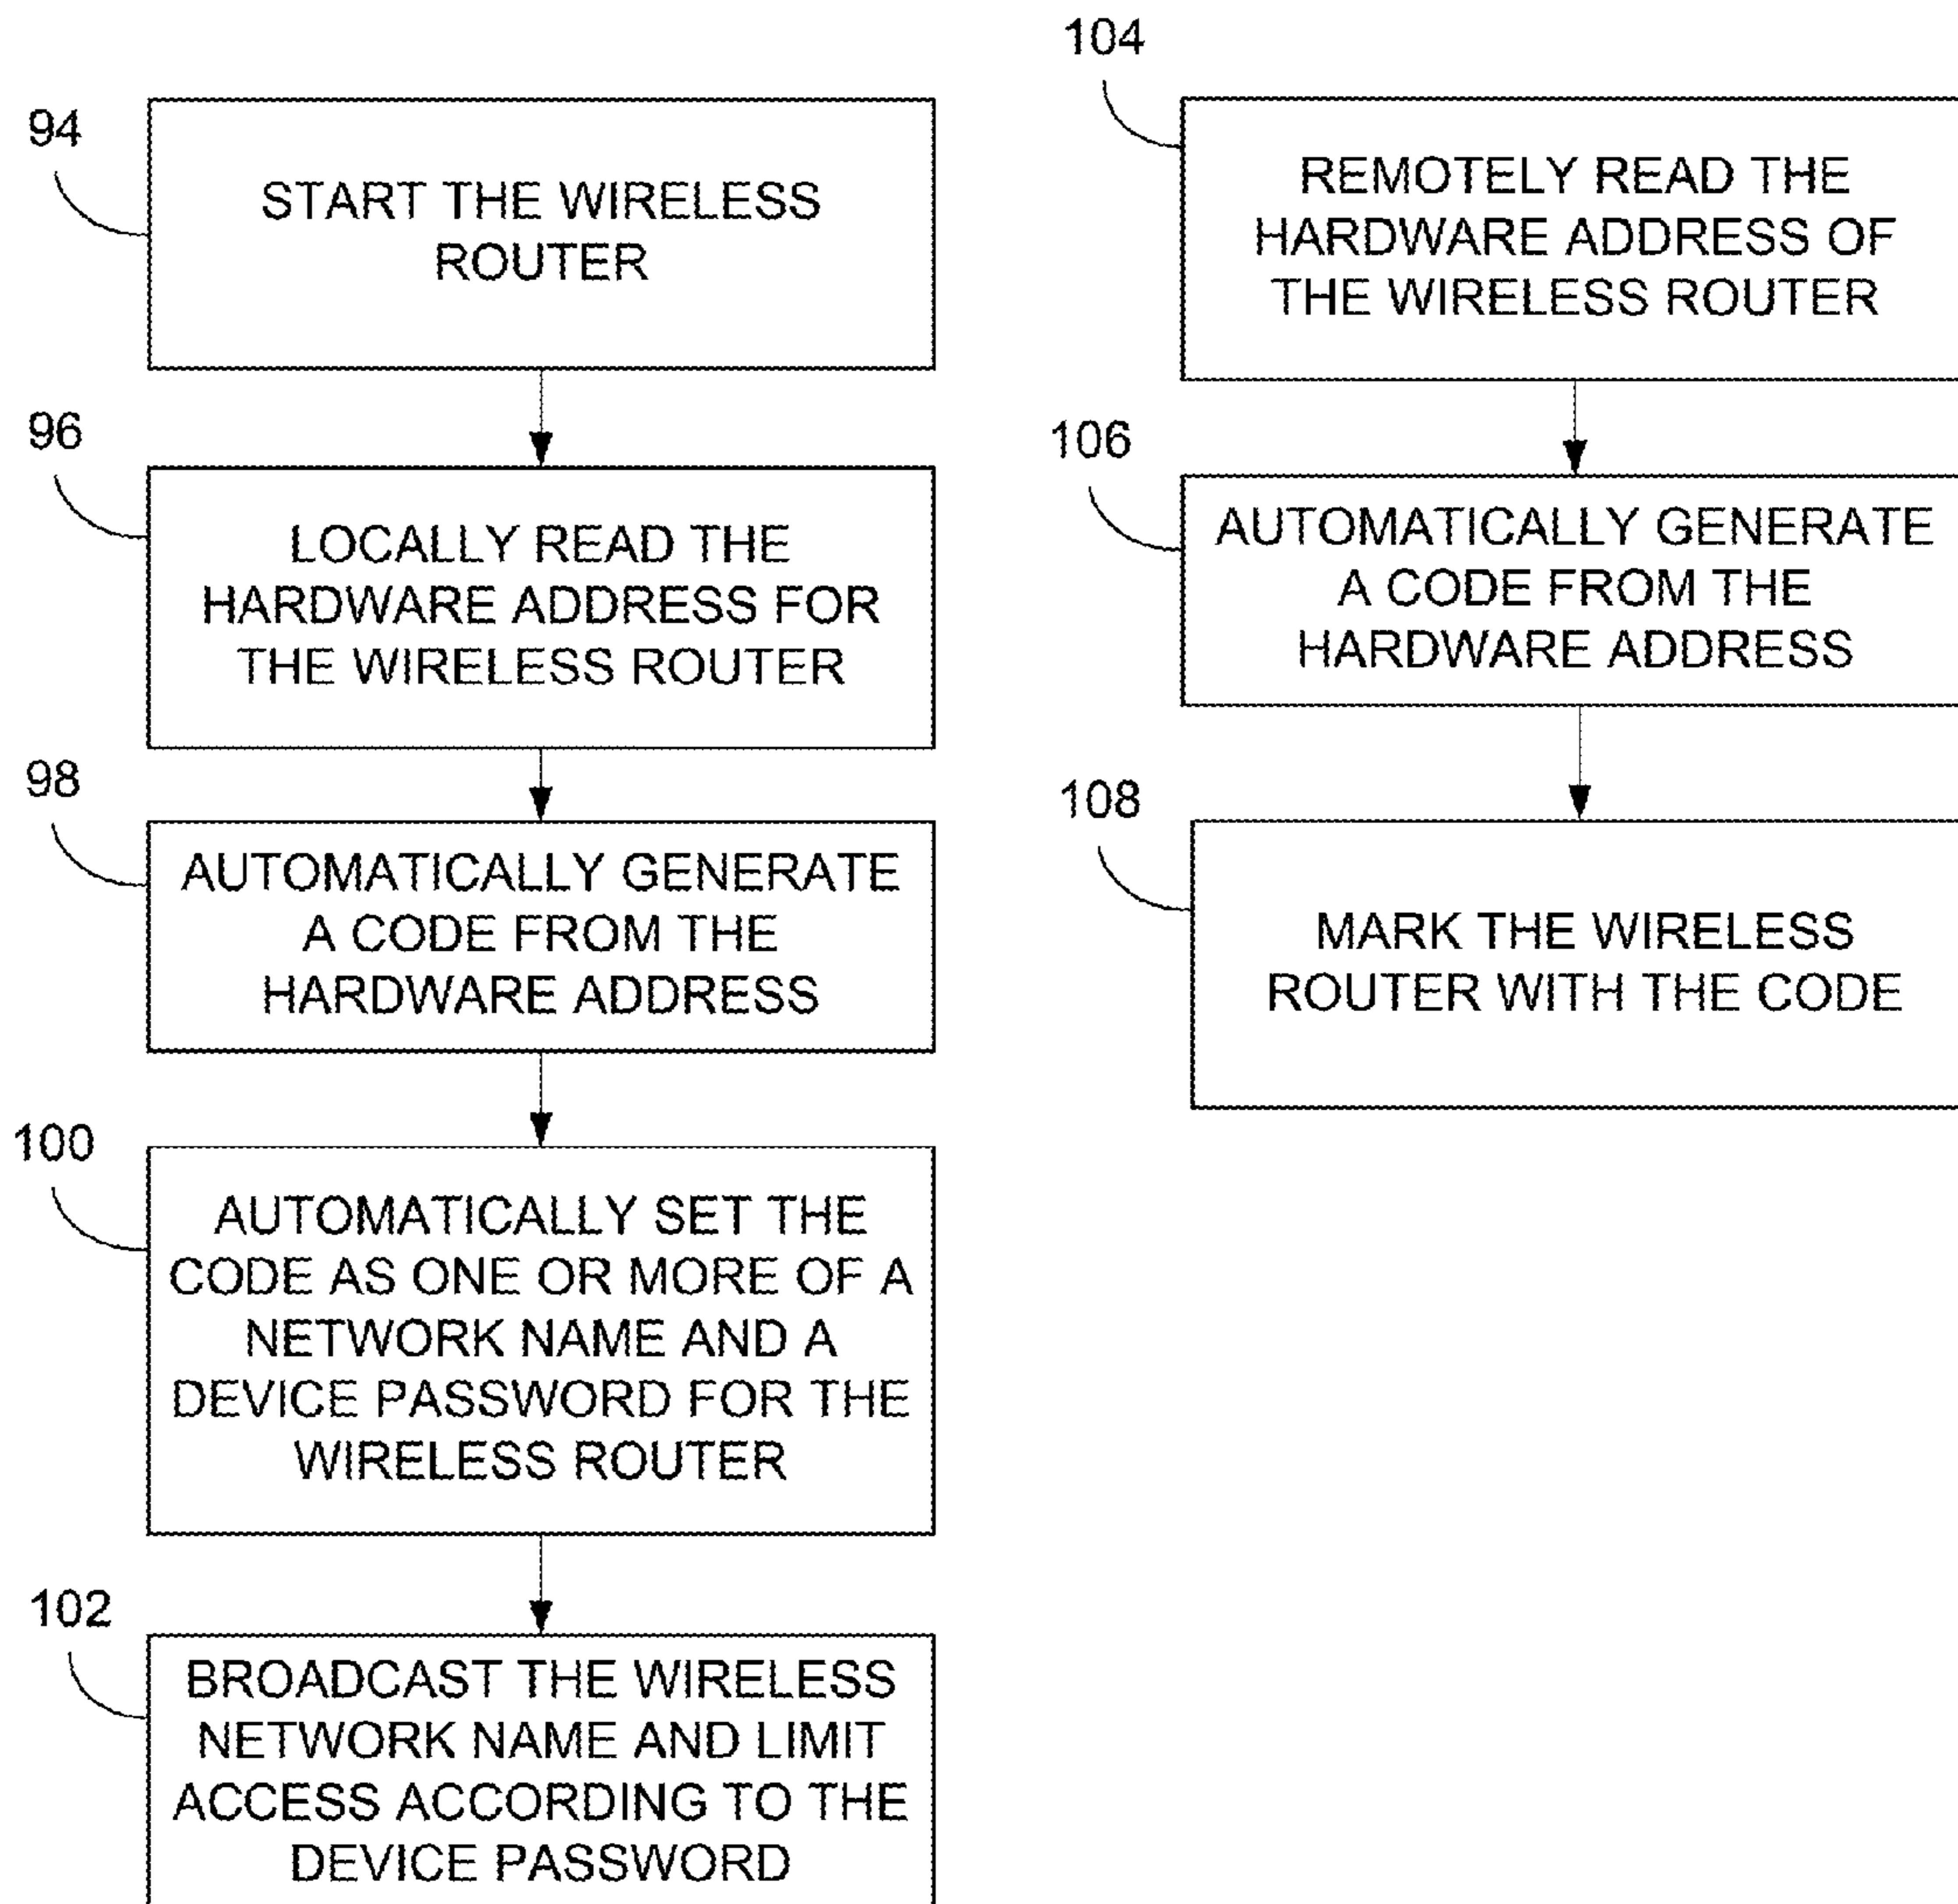 94
START THE WIRELESS
ROUTER
96
LOCALLY READ THE
HARDWARE ADDRESS FOR
THE WIRELESS ROUTER
98
AUTOMATICALLY GENERATE
A CODE FROM THE
HARDWARE ADDRESS
100
AUTOMATICALLY SET THE
CODE AS ONE OR MORE OF A
NETWORK NAME AND A
DEVICE PASSWORD FOR THE
WIRELESS ROUTER
102
BROADCAST THE WIRELESS
NETWORK NAME AND LIMIT
ACCESS ACCORDING TO THE
DEVICE PASSWORD
104
REMOTELY READ THE
HARDWARE ADDRESS OF
THE WIRELESS ROUTER
106
AUTOMATICALLY GENERATE
A CODE FROM THE
HARDWARE ADDRESS
108
MARK THE WIRELESS
ROUTER WITH THE CODE